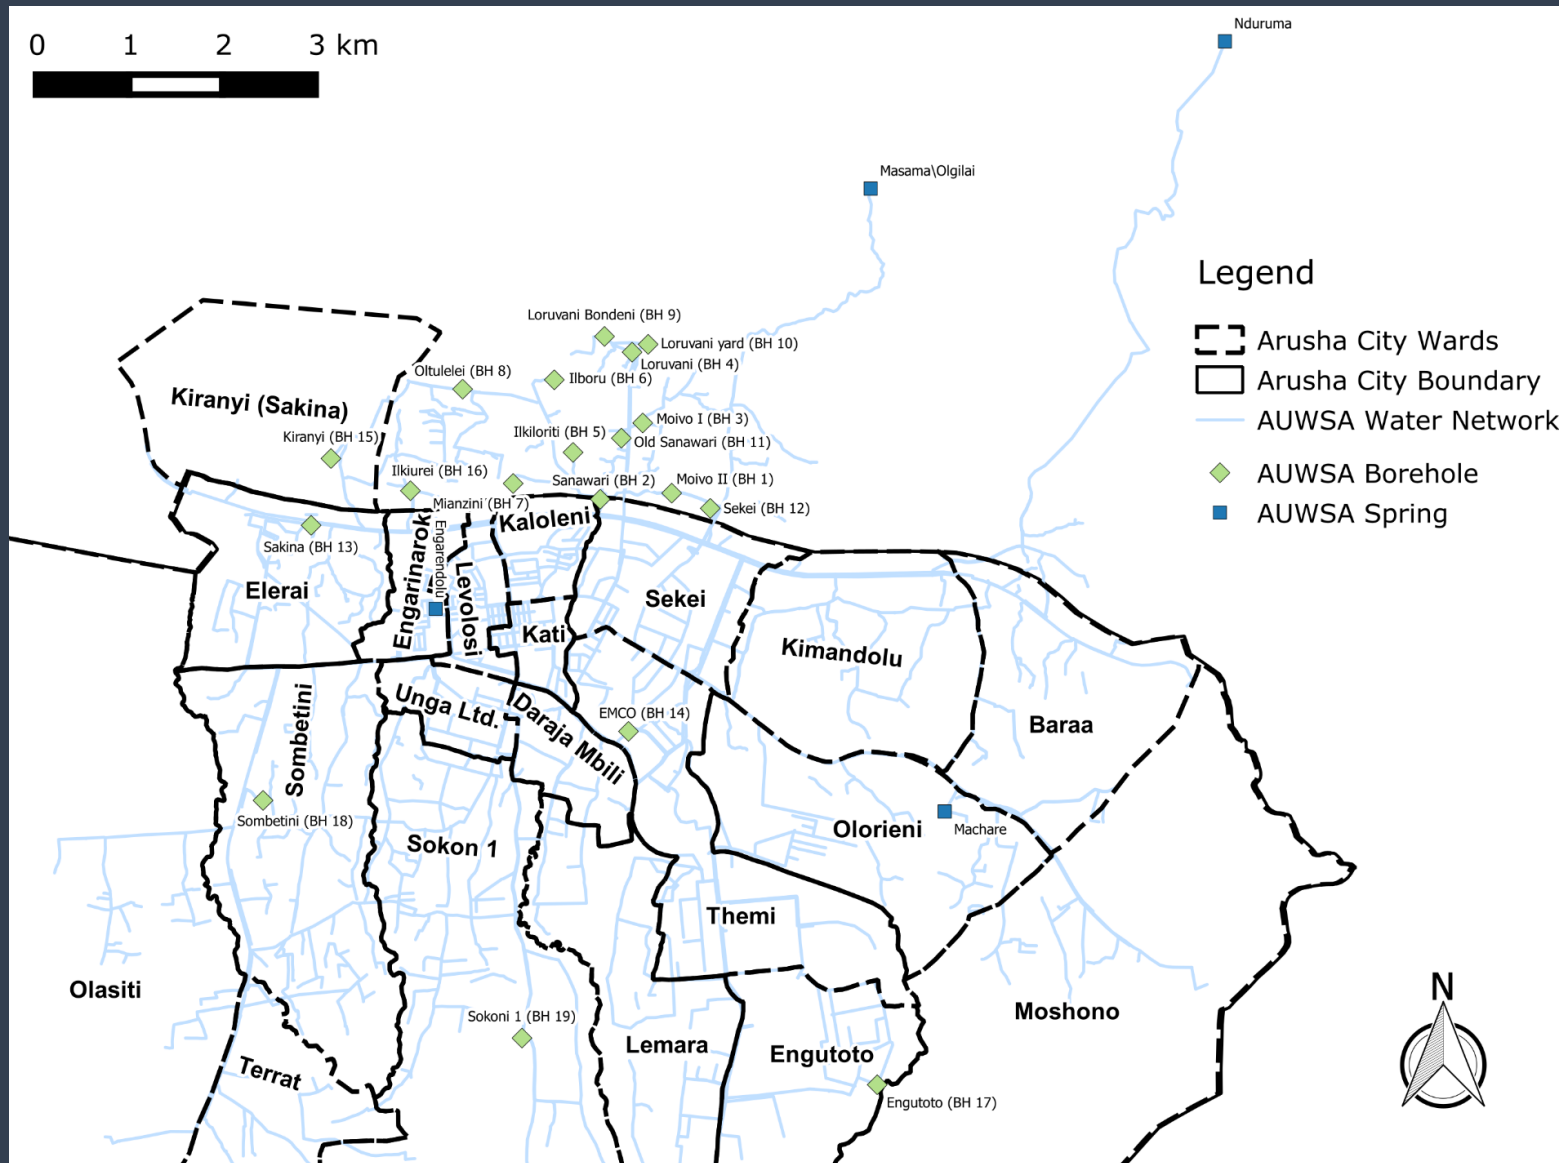 0 1 2 3 km
Nduruma
Masama\Olgilai
Legend
Arusha City Wards
Arusha City Boundary
AUWSA Water Network
AUWSA Borehole
AUWSA Spring
Loruvani Bondeni (BH 9)
Loruvani yard (BH 10)
Loruvani (BH 4)
Oltulelei (BH 8)
Ilboru (BH 6)
Kiranyi (Sakina)
Kiranyi (BH 15)
Moivo I (BH 3)
Ilkiloriti (BH 5)
Old Sanawari (BH 11)
Ilkiurei (BH 16)
Sanawari (BH 2)
Moivo II (BH 1)
Mianzini (BH 7)
Sekei (BH 12)
Kaloleni
Sakina (BH 13)
Engarinarok
Engarendolu
Levolosi
Elerai
Sekei
Kati
Kimandolu
Unga Ltd.
Daraja Mbili
EMCO (BH 14)
Baraa
Sombetini
Sombetini (BH 18)
Sokon 1
Olorieni
Machare
Themi
Olasiti
Sokoni 1 (BH 19)
Lemara
Engutoto
Moshono
Terrat
Engutoto (BH 17)
N